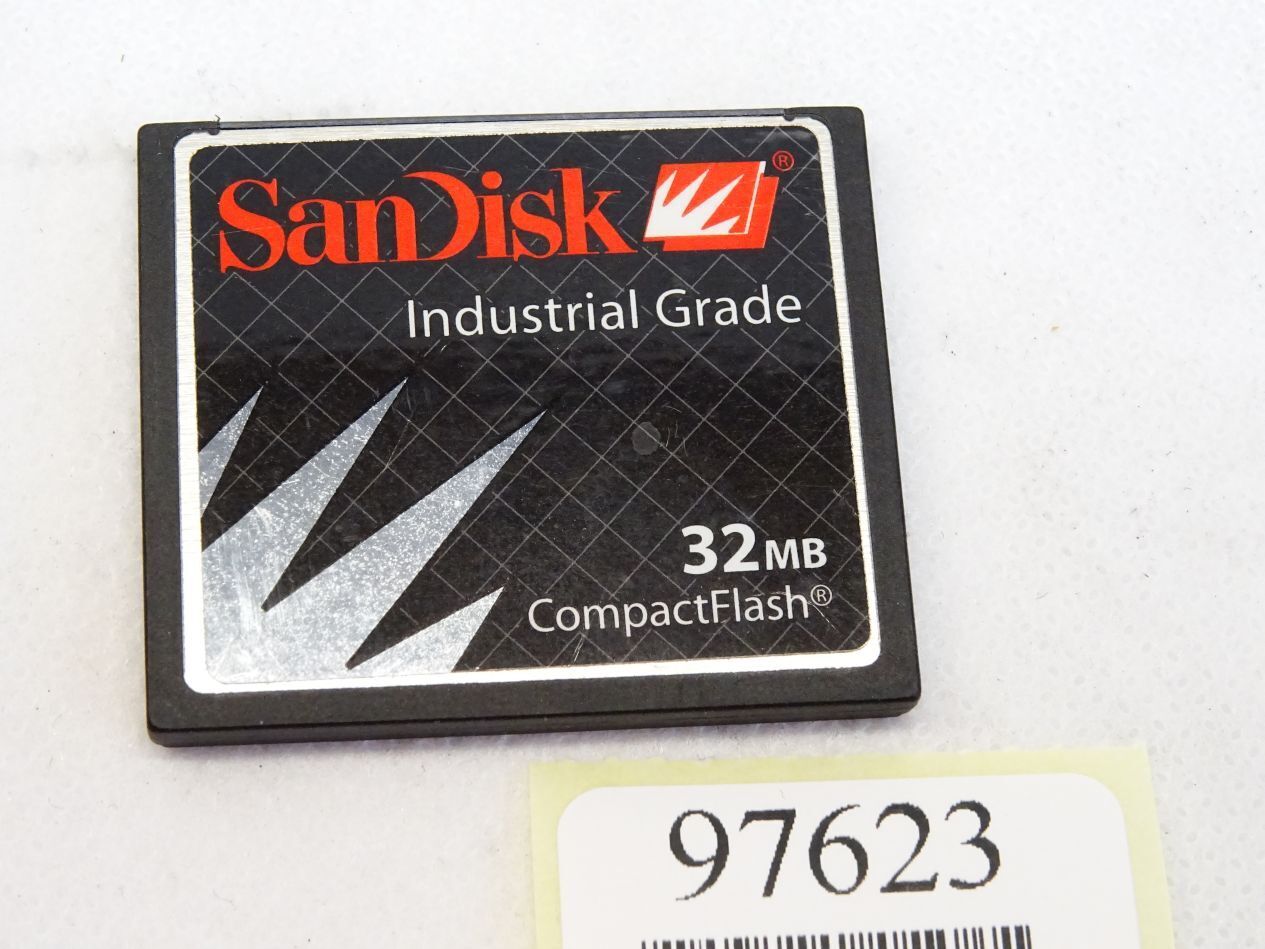 SanDisk ®
Industrial Grade
32MB
CompactFlash®
97623